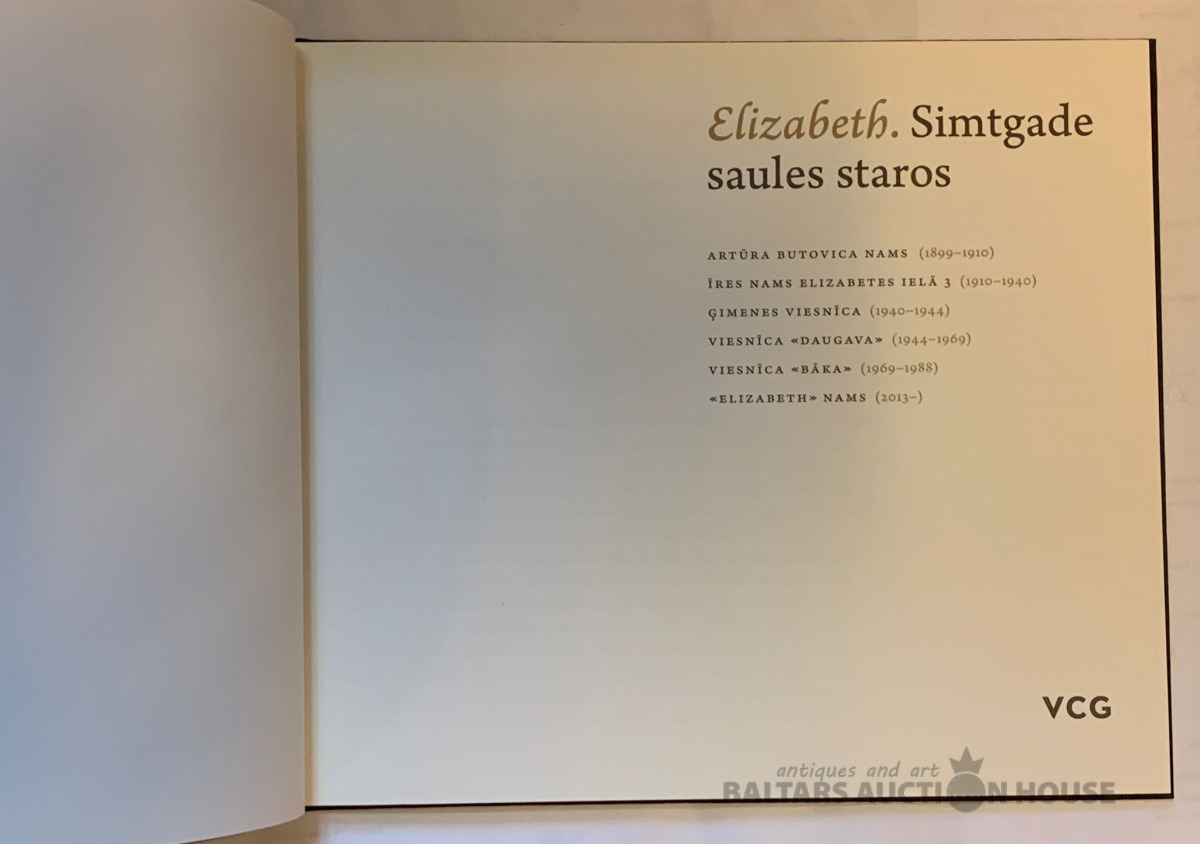 Elizabeth. Simtgade
saules staros
ARTŪRA BUTOVICA NAMS (1899–1910)
ĪRES NAMS ELIZABETES IELĀ 3 (1910–1940)
ĢIMENES VIESNĪCA (1940–1944)
VIESNĪCA «DAUGAVA» (1944–1969)
VIESNĪCA «BĀKA» (1969–1988)
«ELIZABETH» NAMS (2013–)
VCG
antiques and art
BALTARS AUCTION HOUSE